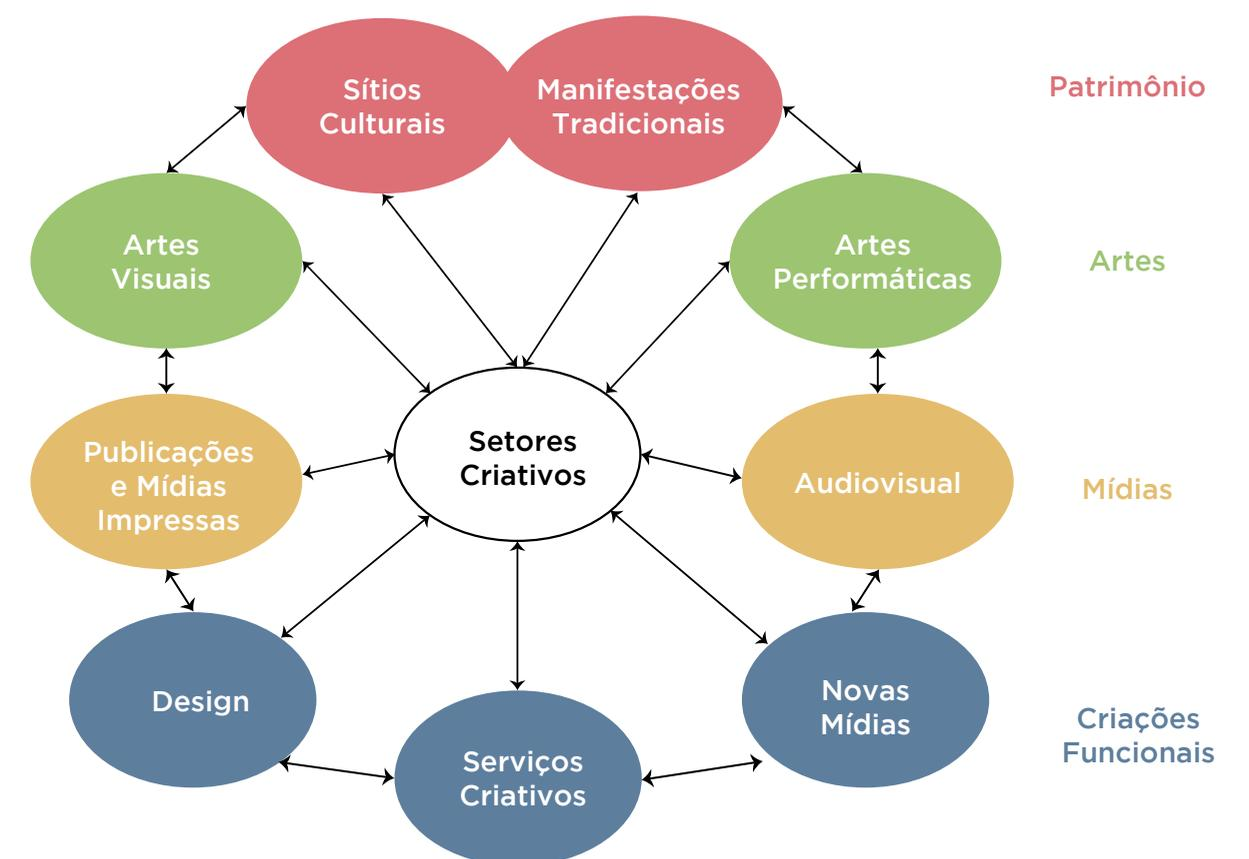 Sítios
Culturais
Manifestações
Tradicionais
Patrimônio
Artes
Visuais
Artes
Performáticas
Artes
Setores
Criativos
Publicações
e Mídias
Impressas
Audiovisual
Mídias
Design
Serviços
Criativos
Novas
Mídias
Criações
Funcionais